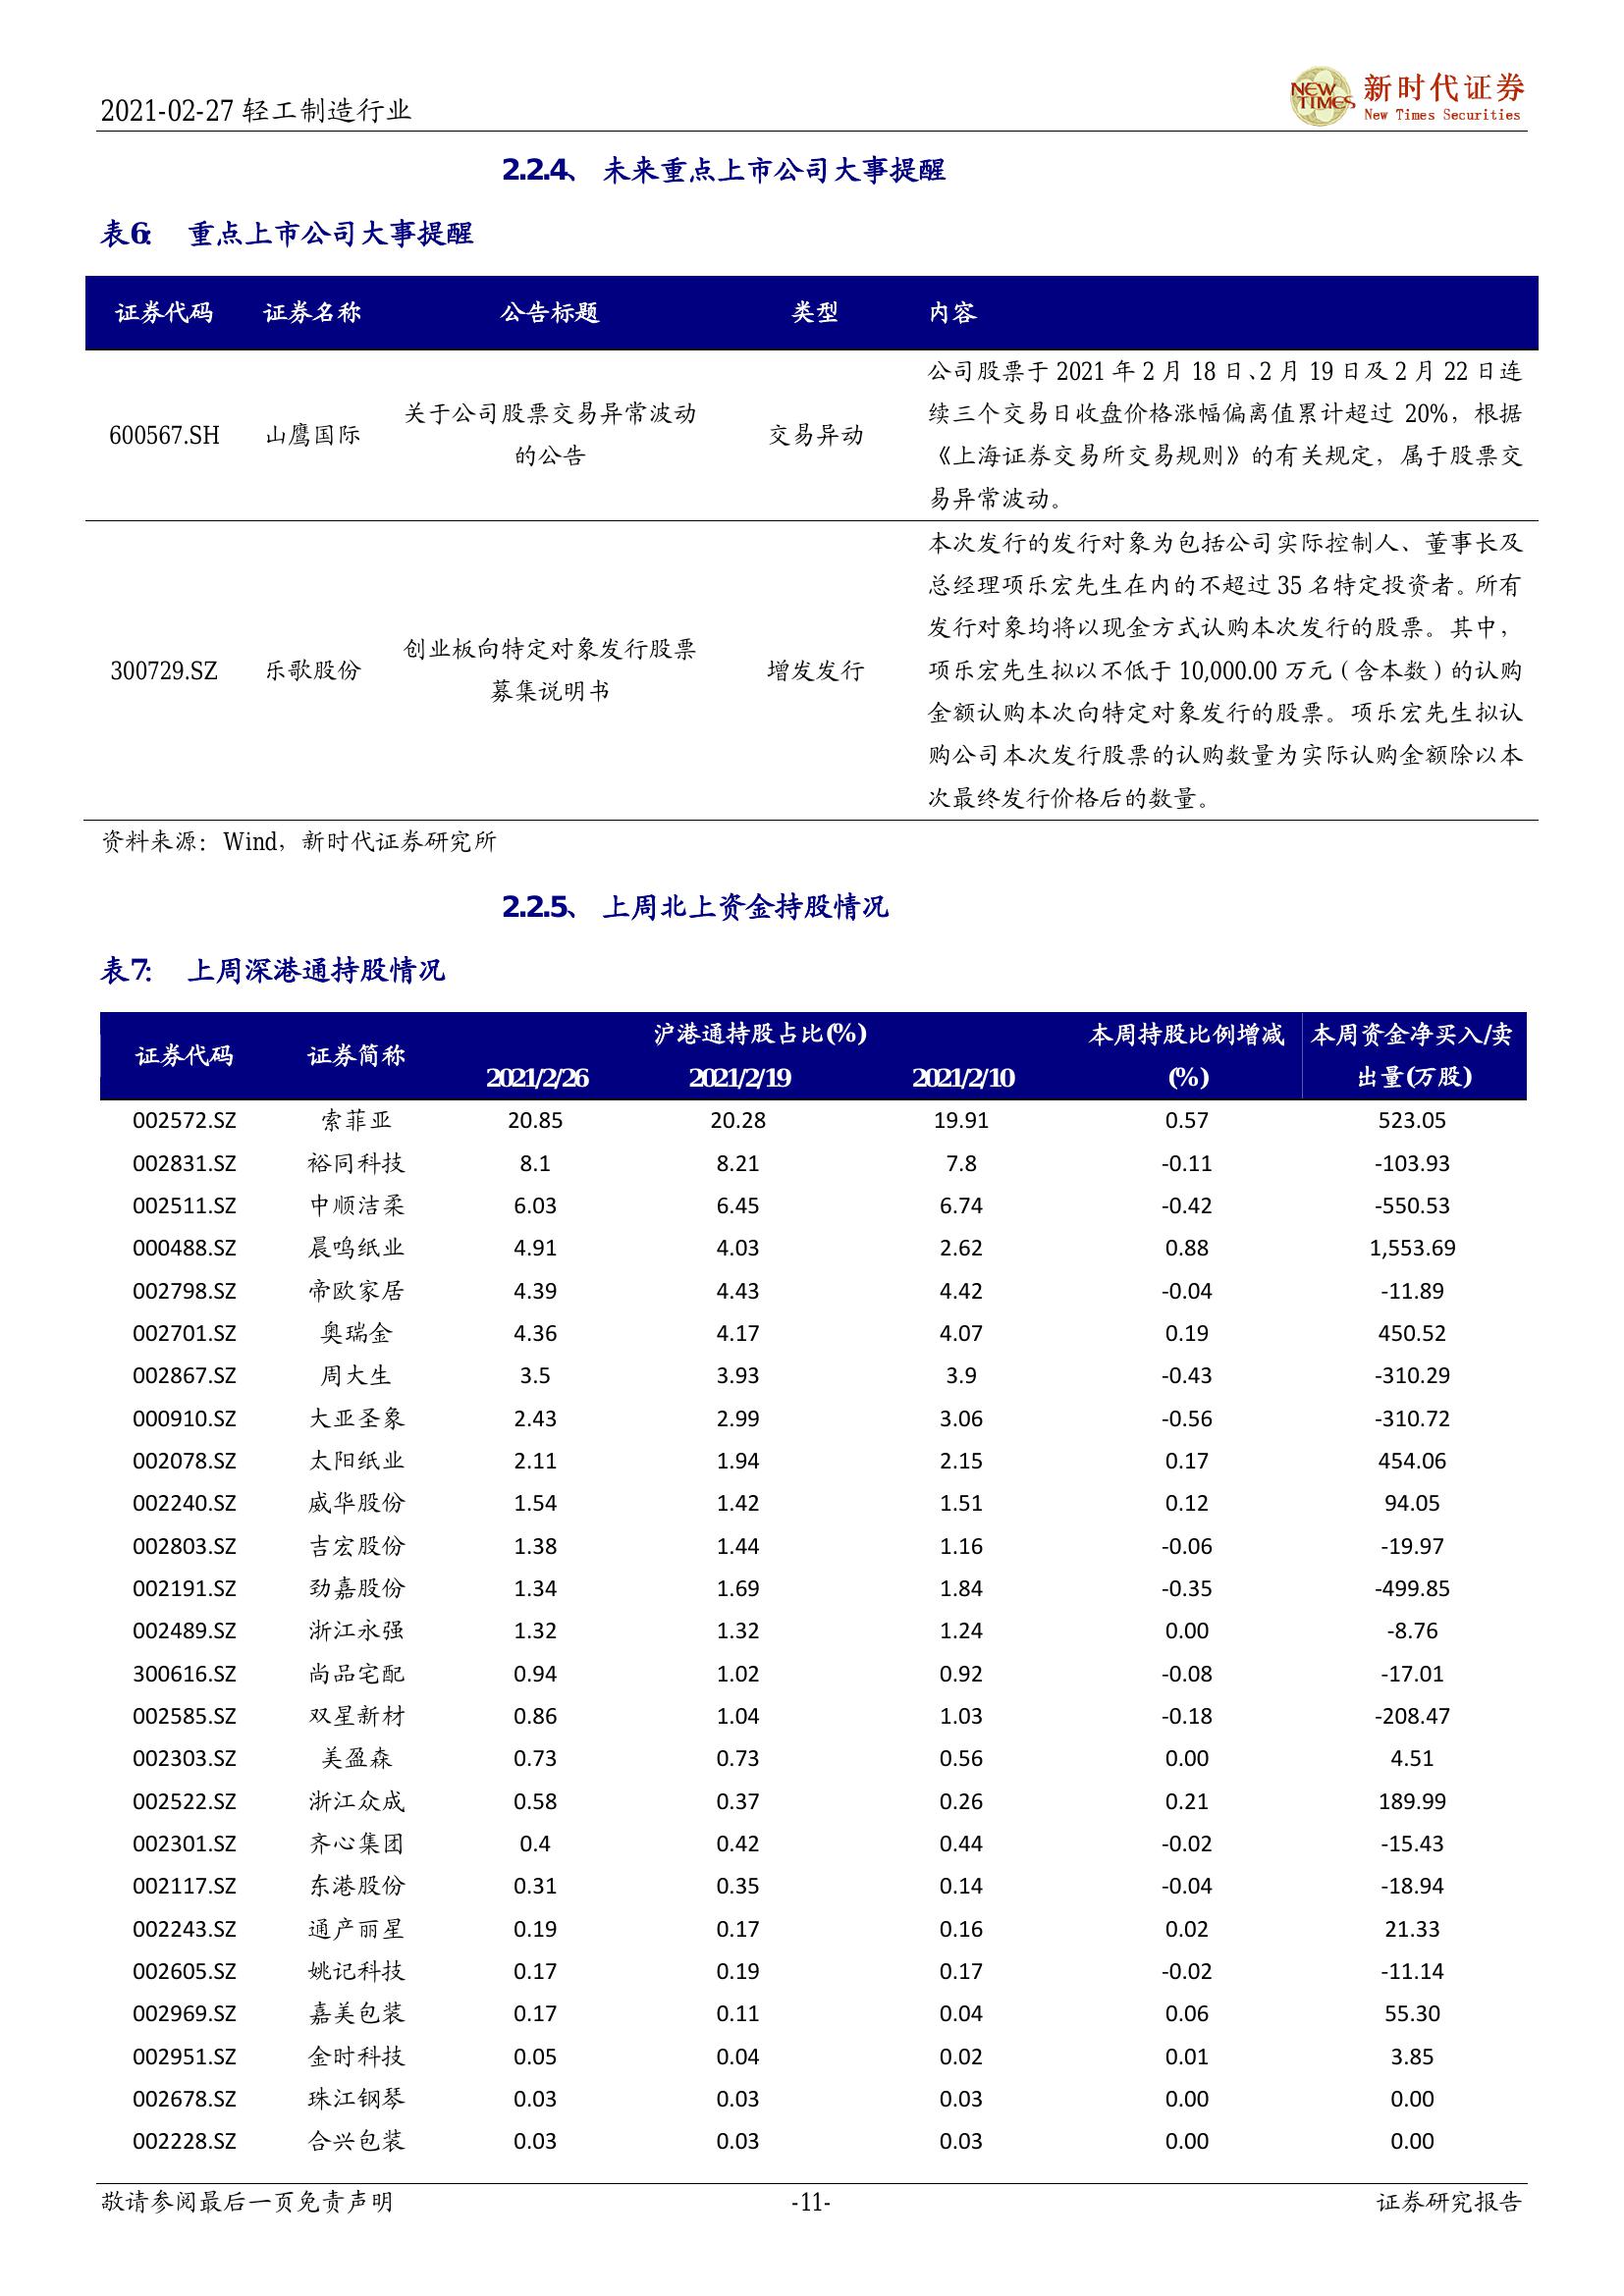 2021-02-27 轻工制造行业
NEW TIMES 新时代证券
New Times Securities
2.2.4、 未来重点上市公司大事提醒
表6： 重点上市公司大事提醒
证券代码 证券名称 公告标题 类型 内容
600567.SH 山鹰国际 关于公司股票交易异常波动的公告 交易异动
公司股票于 2021 年 2 月 18 日、2 月 19 日及 2 月 22 日连
续三个交易日收盘价格涨幅偏离值累计超过 20%，根据
《上海证券交易所交易规则》的有关规定，属于股票交
易异常波动。
300729.SZ 乐歌股份 创业板向特定对象发行股票募集说明书 增发发行
本次发行的发行对象为包括公司实际控制人、董事长及
总经理项乐宏先生在内的不超过 35 名特定投资者。所有
发行对象均将以现金方式认购本次发行的股票。其中，
项乐宏先生拟以不低于 10,000.00 万元（含本数）的认购
金额认购本次向特定对象发行的股票。项乐宏先生拟认
购公司本次发行股票的认购数量为实际认购金额除以本
次最终发行价格后的数量。
资料来源：Wind，新时代证券研究所
2.2.5、 上周北上资金持股情况
表7： 上周深港通持股情况
证券代码 证券简称 沪港通持股占比(%) 本周持股比例增减(%) 本周资金净买入/卖出量(万股)
2021/2/26 2021/2/19 2021/2/10
002572.SZ 索菲亚 20.85 20.28 19.91 0.57 523.05
002831.SZ 裕同科技 8.1 8.21 7.8 -0.11 -103.93
002511.SZ 中顺洁柔 6.03 6.45 6.74 -0.42 -550.53
000488.SZ 晨鸣纸业 4.91 4.03 2.62 0.88 1,553.69
002798.SZ 帝欧家居 4.39 4.43 4.42 -0.04 -11.89
002701.SZ 奥瑞金 4.36 4.17 4.07 0.19 450.52
002867.SZ 周大生 3.5 3.93 3.9 -0.43 -310.29
000910.SZ 大亚圣象 2.43 2.99 3.06 -0.56 -310.72
002078.SZ 太阳纸业 2.11 1.94 2.15 0.17 454.06
002240.SZ 威华股份 1.54 1.42 1.51 0.12 94.05
002803.SZ 吉宏股份 1.38 1.44 1.16 -0.06 -19.97
002191.SZ 劲嘉股份 1.34 1.69 1.84 -0.35 -499.85
002489.SZ 浙江永强 1.32 1.32 1.24 0.00 -8.76
300616.SZ 尚品宅配 0.94 1.02 0.92 -0.08 -17.01
002585.SZ 双星新材 0.86 1.04 1.03 -0.18 -208.47
002303.SZ 美盈森 0.73 0.73 0.56 0.00 4.51
002522.SZ 浙江众成 0.58 0.37 0.26 0.21 189.99
002301.SZ 齐心集团 0.4 0.42 0.44 -0.02 -15.43
002117.SZ 东港股份 0.31 0.35 0.14 -0.04 -18.94
002243.SZ 通产丽星 0.19 0.17 0.16 0.02 21.33
002605.SZ 姚记科技 0.17 0.19 0.17 -0.02 -11.14
002969.SZ 嘉美包装 0.17 0.11 0.04 0.06 55.30
002951.SZ 金时科技 0.05 0.04 0.02 0.01 3.85
002678.SZ 珠江钢琴 0.03 0.03 0.03 0.00 0.00
002228.SZ 合兴包装 0.03 0.03 0.03 0.00 0.00
敬请参阅最后一页免责声明 -11- 证券研究报告